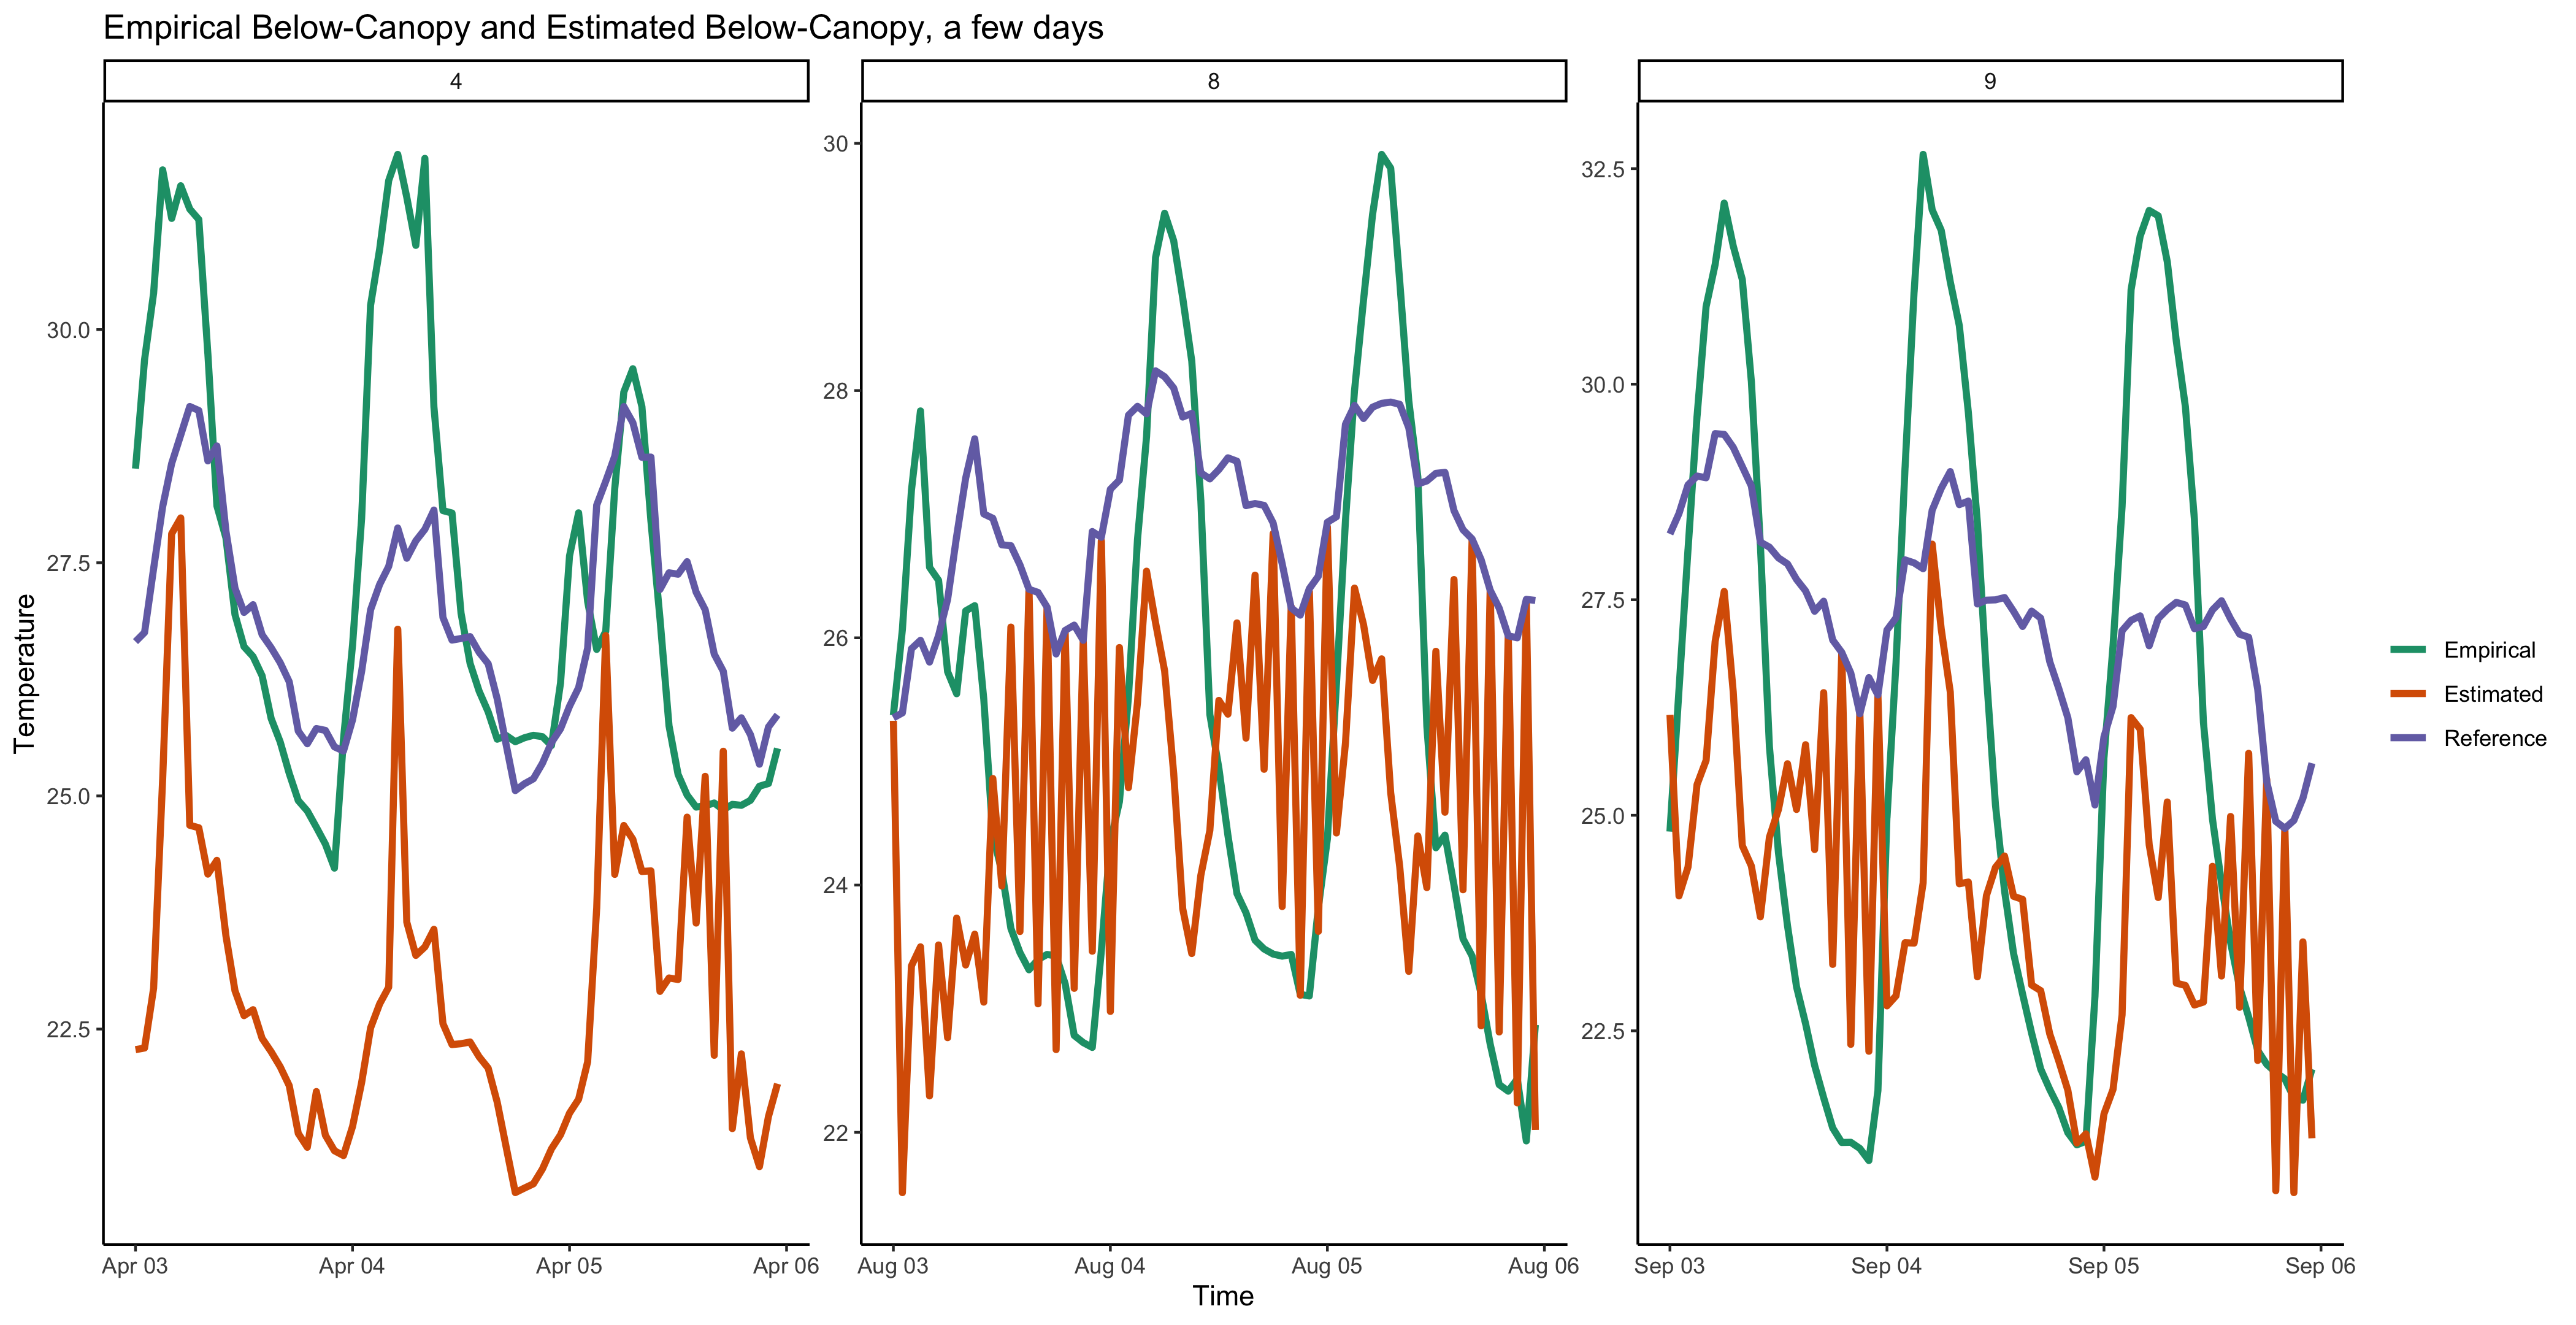 Empirical Below-Canopy and Estimated Below-Canopy, a few days
4
8
9
Temperature
30.0
27.5
25.0
22.5
30
28
26
24
22
32.5
30.0
27.5
25.0
22.5
Apr 03
Apr 04
Apr 05
Apr 06
Aug 03
Aug 04
Aug 05
Aug 06
Sep 03
Sep 04
Sep 05
Sep 06
Time
Empirical
Estimated
Reference